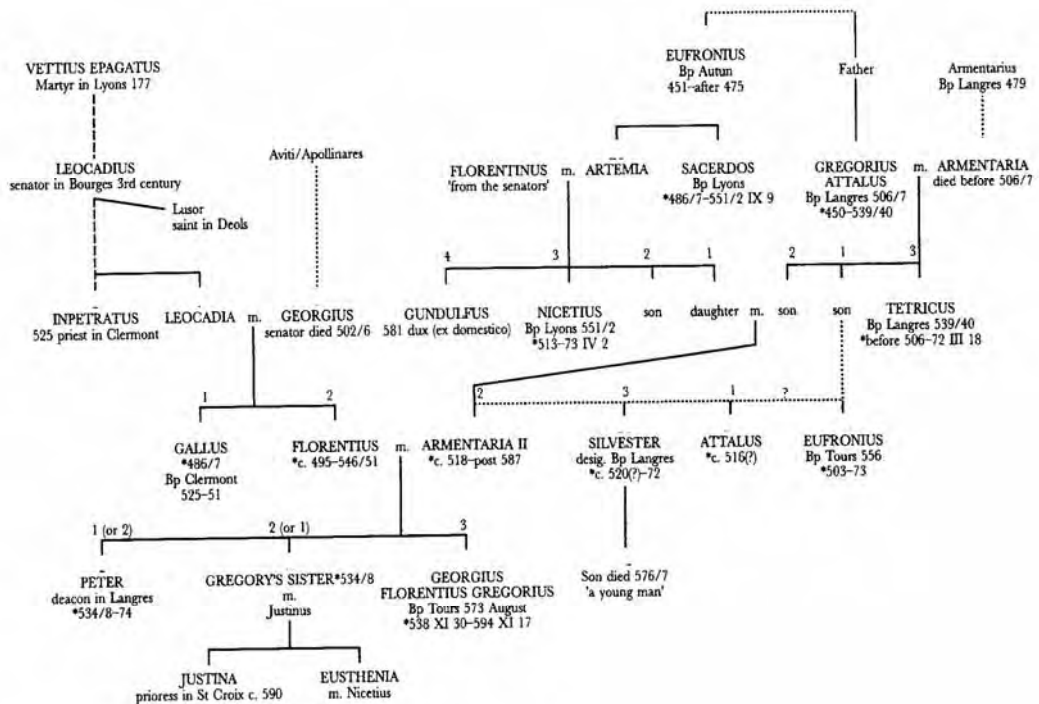 EUFRONIUS
Bp Autun
451–after 475
VETTIUS EPAGATUS
Martyr in Lyons 177
Father
Armentarius
Bp Langres 479
LEOCADIUS
senator in Bourges 3rd century
Aviti/Apollinares
Lusor
saint in Deols
FLORENTINUS m. ARTEMIA
'from the senators'
SACERDOS
Bp Lyons
*486/7–551/2 IX 9
GREGORIUS m. ARMENTARIA
ATTALUS died before 506/7
Bp Langres 506/7
*450–539/40
4 3 2 1 2 1 3
INPETRATUS
525 priest in Clermont
LEOCADIA m. GEORGIUS
senator died 502/6
GUNDULFUS
581 dux (ex domestico)
NICETIUS
Bp Lyons 551/2
*513–73 IV 2
son daughter m. son son
TETRICUS
Bp Langres 539/40
*before 506–72 III 18
1 2 2 3 1 ?
GALLUS
*486/7
Bp Clermont
525–51
FLORENTIUS m. ARMENTARIA II
*c. 495–546/51 *c. 518–post 587
SILVESTER
desig. Bp Langres
*c. 520(?)–72
ATTALUS
*c. 516(?)
EUFRONIUS
Bp Tours 556
*503–73
1 (or 2) 2 (or 1) 3
PETER
deacon in Langres
*534/8–74
GREGORY'S SISTER*534/8
m.
Justinus
GEORGIUS
FLORENTIUS GREGORIUS
Bp Tours 573 August
*538 XI 30–594 XI 17
Son died 576/7
'a young man'
JUSTINA
prioress in St Croix c. 590
EUSTHENIA
m. Nicetius